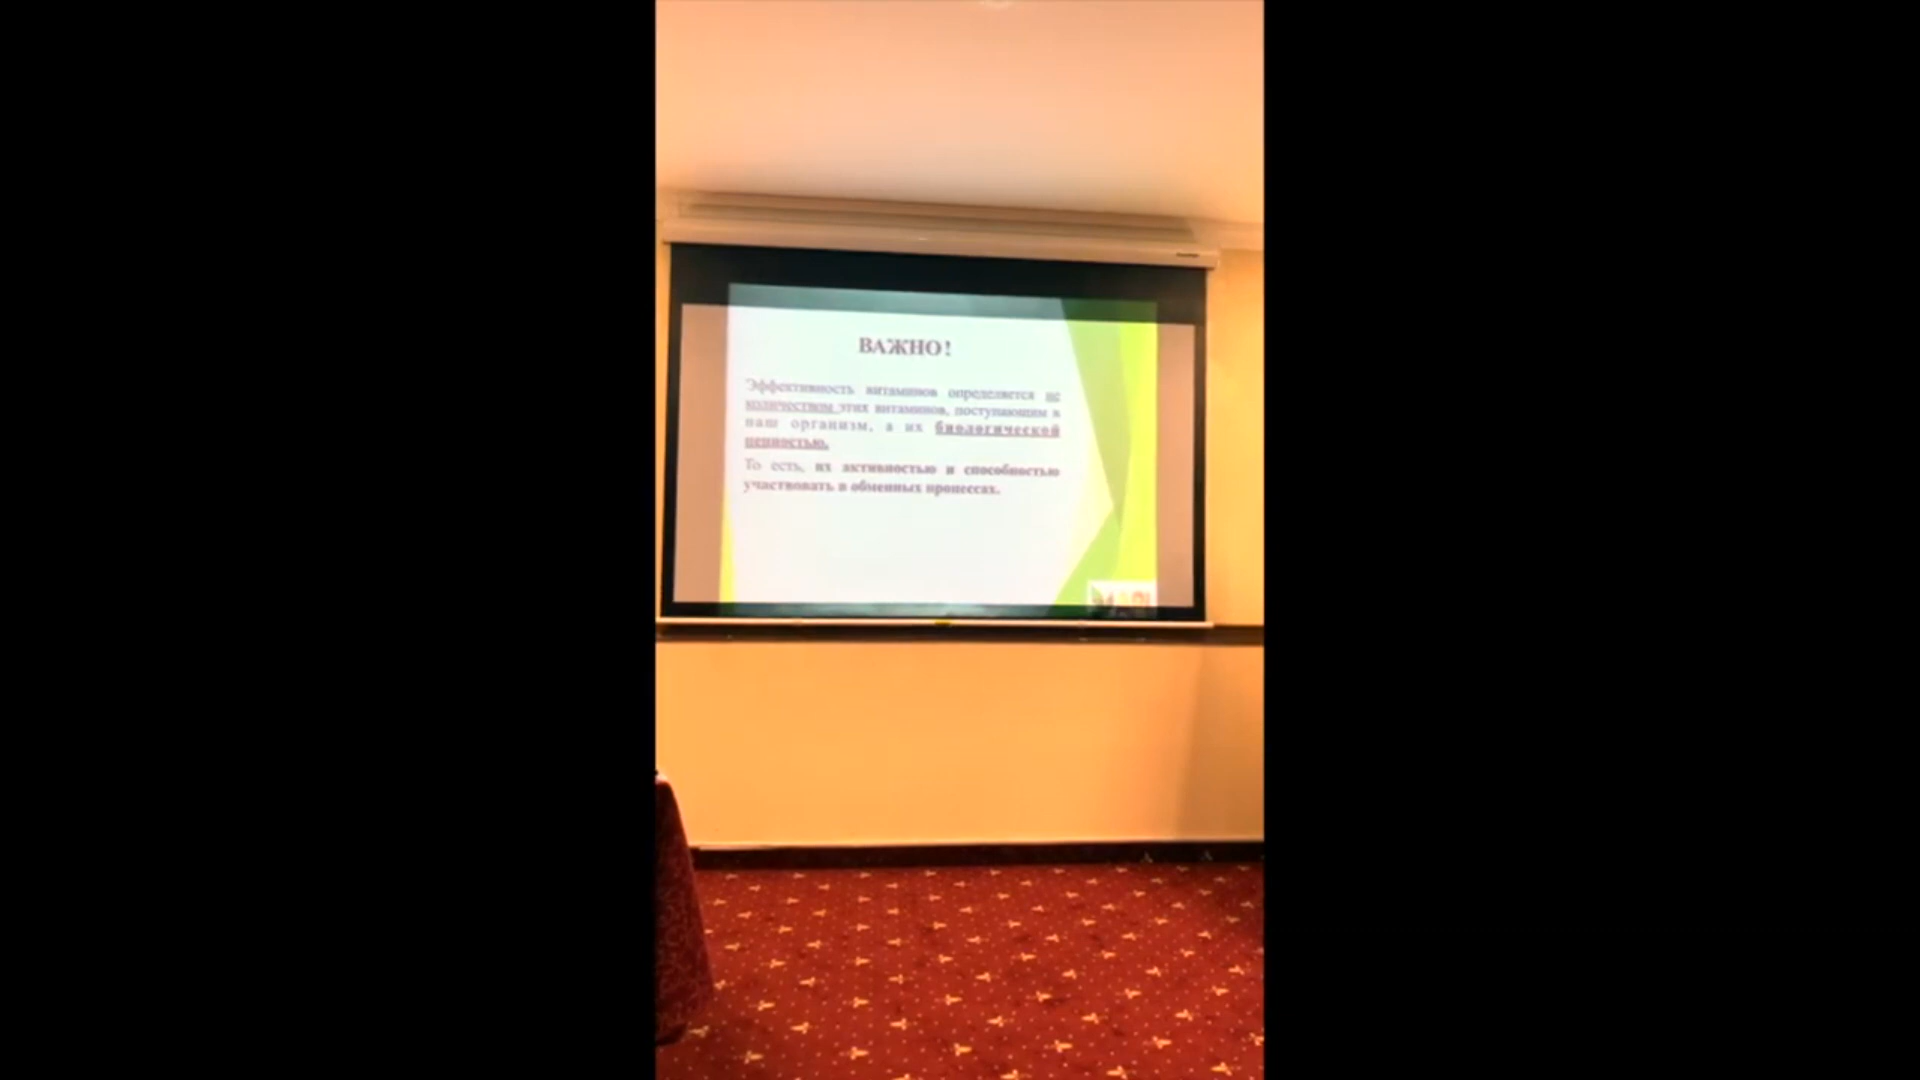 ВАЖНО!
Эффективность витаминов определяется не
количеством этих витаминов, поступающим в
наш организм, а их биологической
ценностью.
То есть, их активностью и способностью
участвовать в обменных процессах.